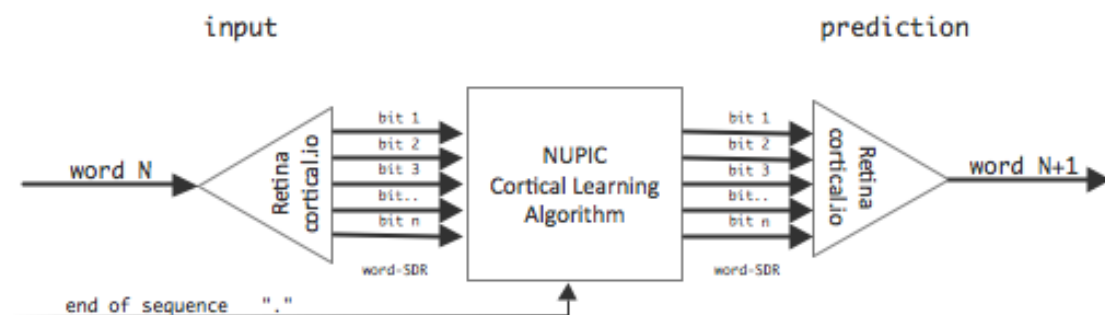 input
prediction
word N
Retina
cortical.io
bit 1
bit 2
bit 3
bit..
bit n
word-SDR
NUPIC
Cortical Learning
Algorithm
bit 1
bit 2
bit 3
bit..
bit n
word-SDR
Retina
cortical.io
word N+1
end of sequence "."